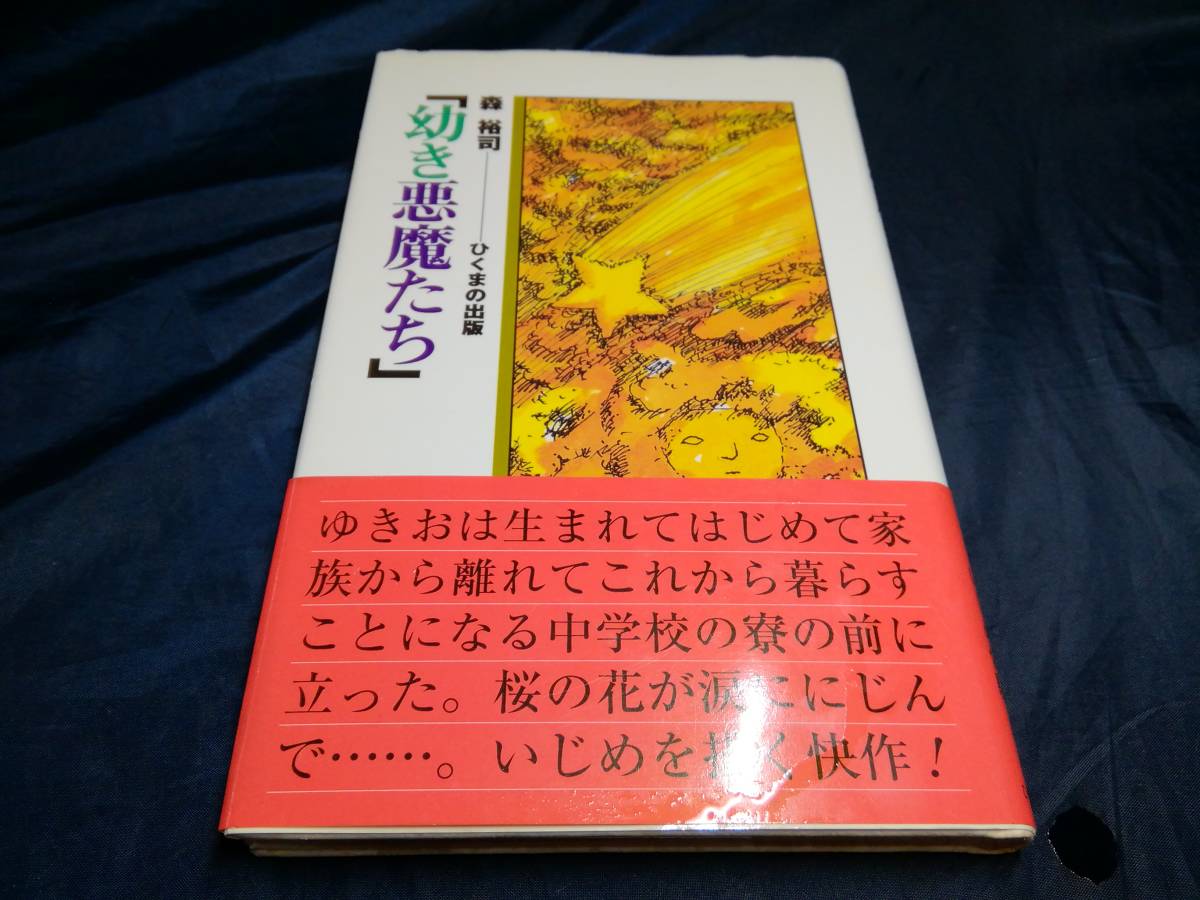 『幼き悪魔たち』
森 裕司 ひくまの出版
ゆきおは生まれてはじめて家
族から離れてこれから暮らす
ことになる中学校の寮の前に
立った。桜の花が涙ににじん
で……。いじめを描く快作!